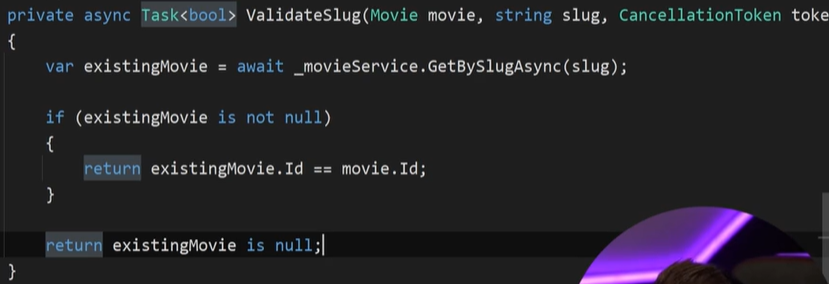 private async Task<bool> ValidateSlug(Movie movie, string slug, CancellationToken toke
{
var existingMovie = await _movieService.GetBySlugAsync(slug);
if (existingMovie is not null)
{
return existingMovie.Id == movie.Id;
}
return existingMovie is null;
}